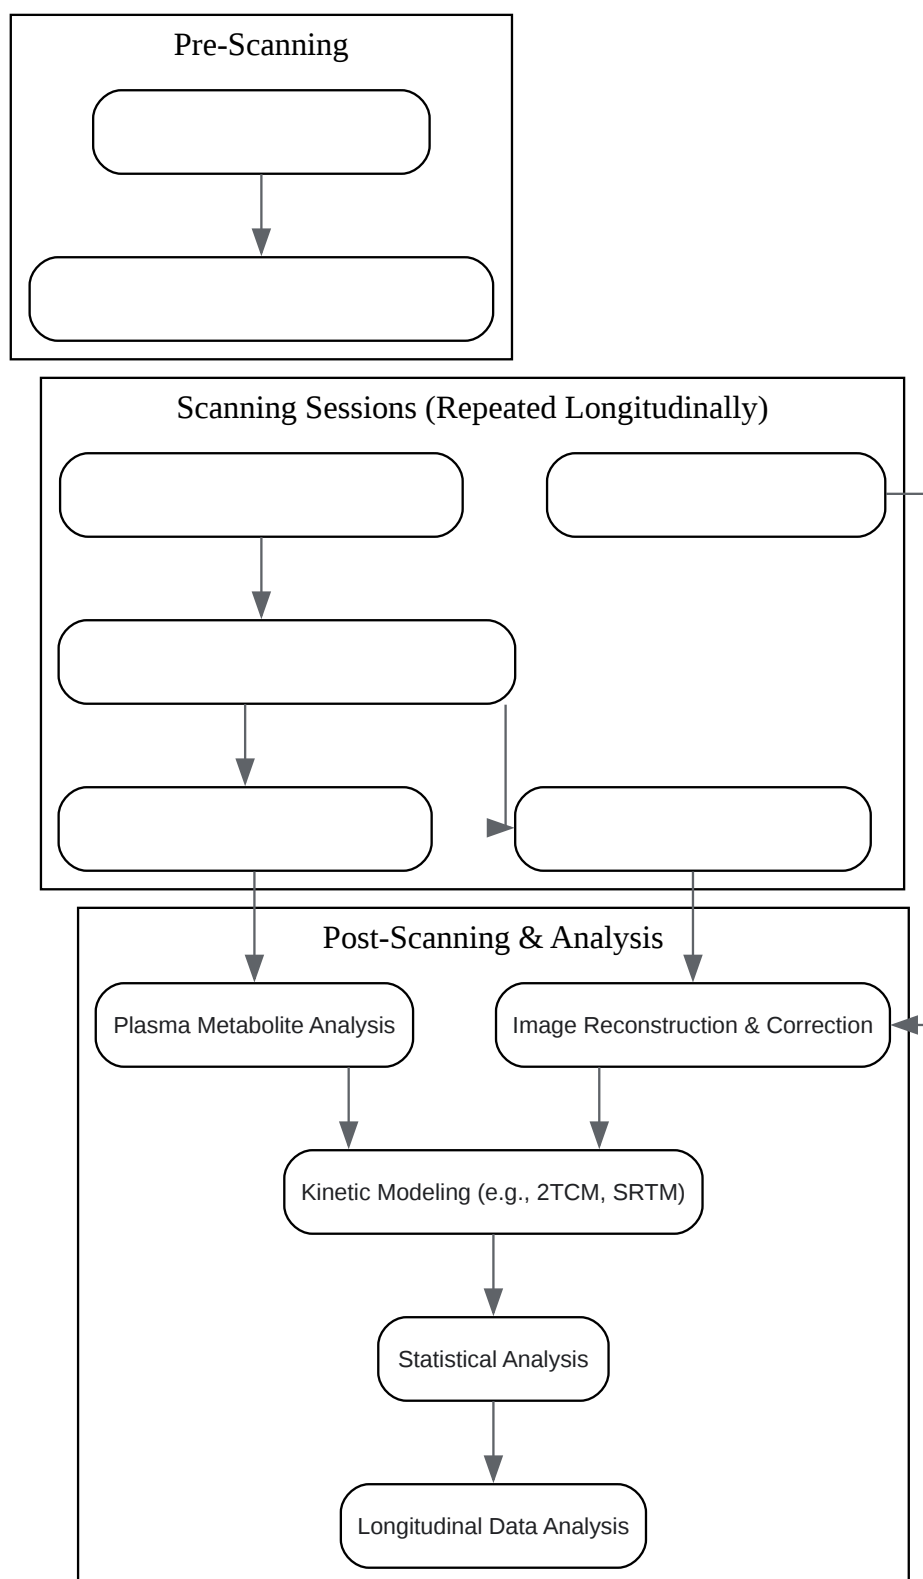 Pre-Scanning
Scanning Sessions (Repeated Longitudinally)
Post-Scanning & Analysis
Plasma Metabolite Analysis
Image Reconstruction & Correction
Kinetic Modeling (e.g., 2TCM, SRTM)
Statistical Analysis
Longitudinal Data Analysis